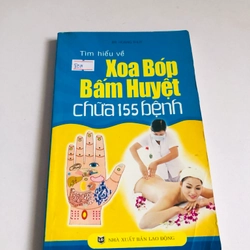 Tìm hiểu về
Xoa Bóp
Bấm Huyệt
chữa 155 bệnh
NHÀ XUẤT BẢN LAO ĐỘNG